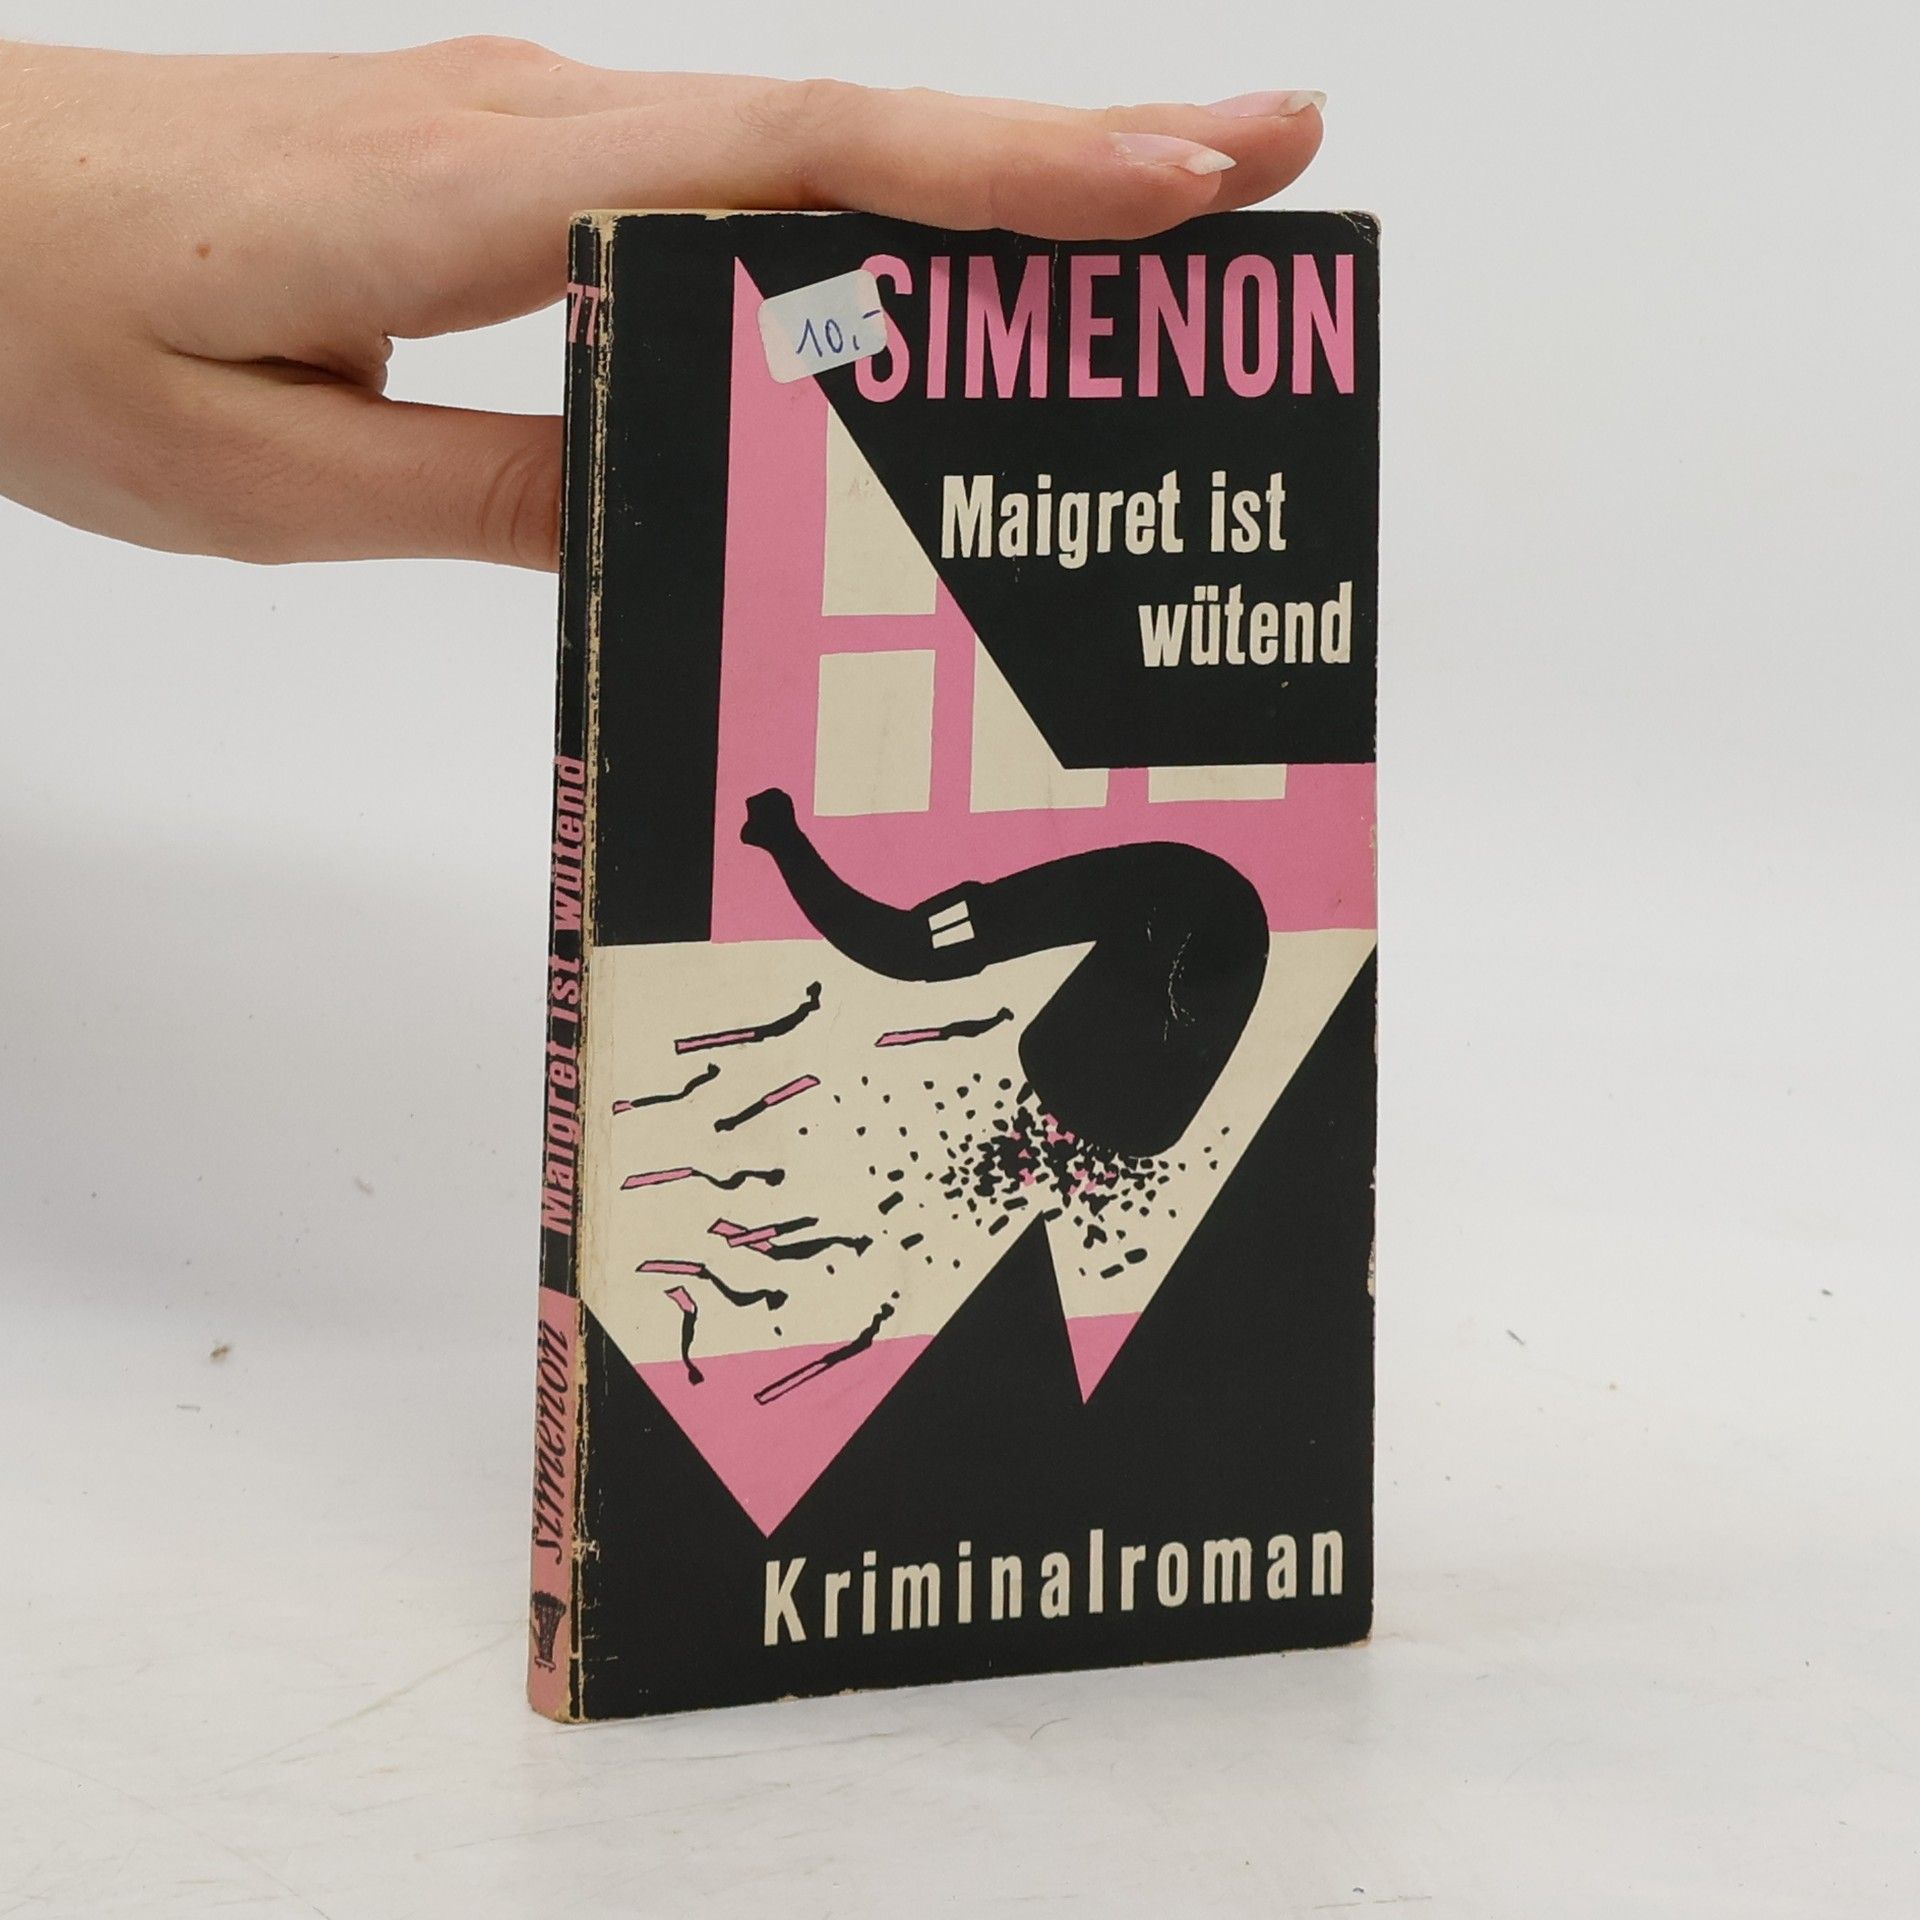 SIMENON
10,-
Maigret ist
wütend
Kriminalroman
77
Maigret ist wütend
simenon